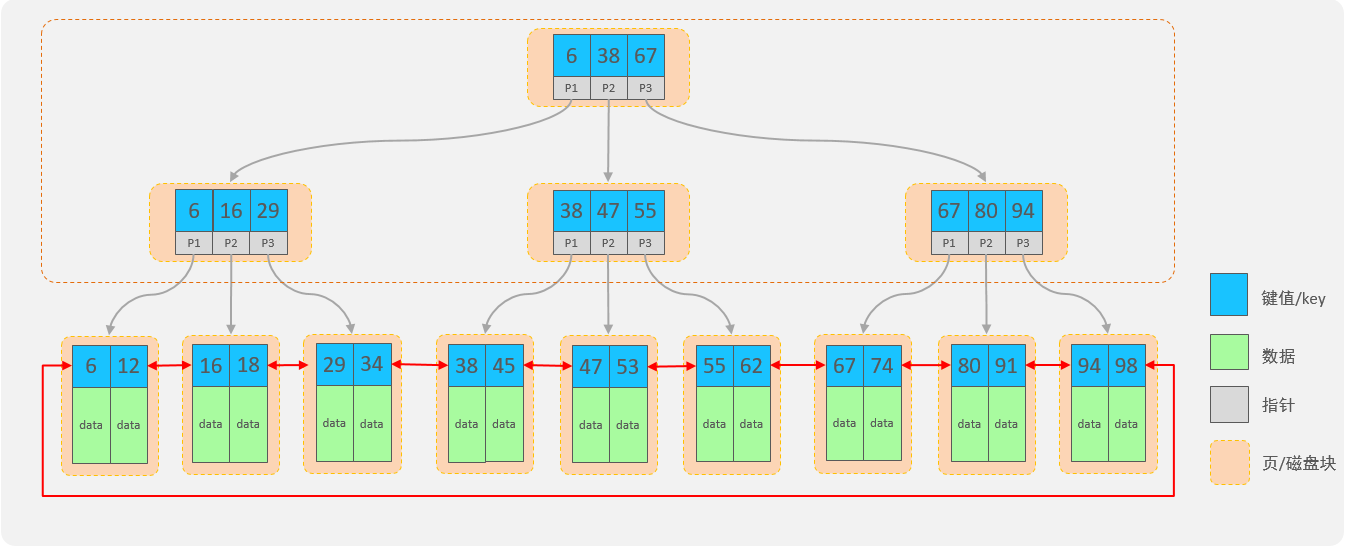 6 38 67
P1 P2 P3
6 16 29
P1 P2 P3
38 47 55
P1 P2 P3
67 80 94
P1 P2 P3
6 12
data data
16 18
data data
29 34
data data
38 45
data data
47 53
data data
55 62
data data
67 74
data data
80 91
data data
94 98
data data
键值/key
数据
指针
页/磁盘块